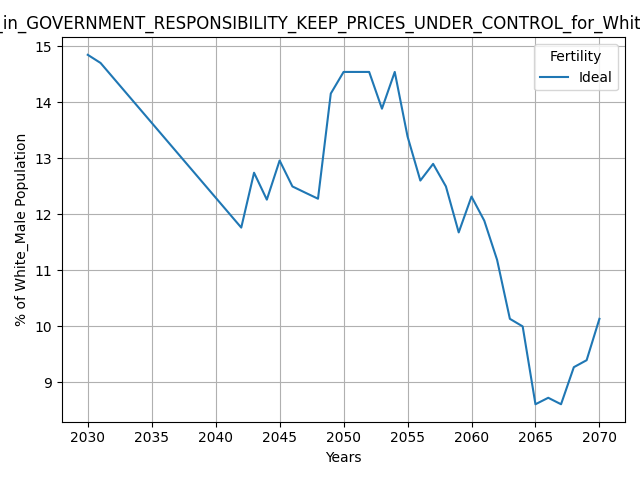 _in_GOVERNMENT_RESPONSIBILITY_KEEP_PRICES_UNDER_CONTROL_for_Whit
Fertility
Ideal
% of White_Male Population
15
14
13
12
11
10
9
2030 2035 2040 2045 2050 2055 2060 2065 2070
Years